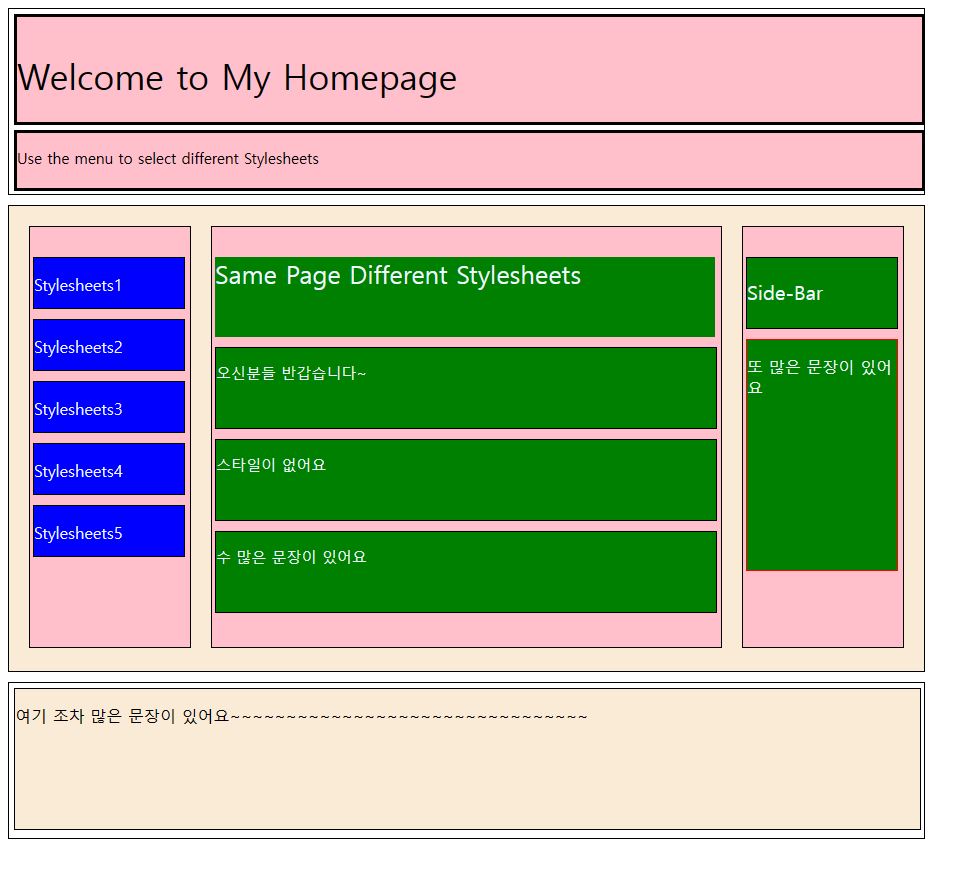 Welcome to My Homepage
Use the menu to select different Stylesheets
Stylesheets1
Stylesheets2
Stylesheets3
Stylesheets4
Stylesheets5
Same Page Different Stylesheets
오신분들 반갑습니다~
스타일이 없어요
수 많은 문장이 있어요
Side-Bar
또 많은 문장이 있어
요
여기 조차 많은 문장이 있어요~~~~~~~~~~~~~~~~~~~~~~~~~~~~~~~~